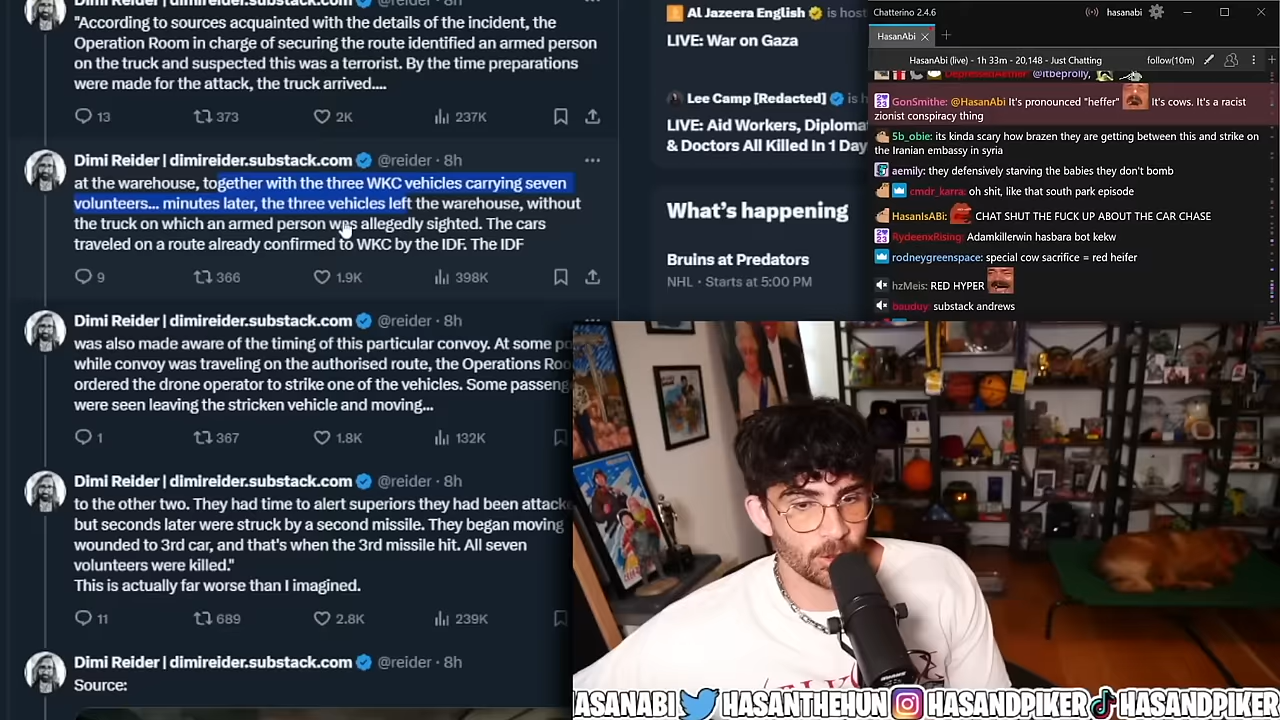 Dimi Reider | dimireider.substack.com @reider · 8h
"According to sources acquainted with the details of the incident, the
Operation Room in charge of securing the route identified an armed person
on the truck and suspected this was a terrorist. By the time preparations
were made for the attack, the truck arrived....
13 373 2K 237K
Dimi Reider | dimireider.substack.com @reider · 8h
at the warehouse, together with the three WKC vehicles carrying seven
volunteers... minutes later, the three vehicles left the warehouse, without
the truck on which an armed person was allegedly sighted. The cars
traveled on a route already confirmed to WKC by the IDF. The IDF
9 366 1.9K 398K
Dimi Reider | dimireider.substack.com @reider · 8h
was also made aware of the timing of this particular convoy. At some po
while convoy was traveling on the authorised route, the Operations Roo
ordered the drone operator to strike one of the vehicles. Some passeng
were seen leaving the stricken vehicle and moving...
1 367 1.8K 132K
Dimi Reider | dimireider.substack.com @reider · 8h
to the other two. They had time to alert superiors they had been attacke
but seconds later were struck by a second missile. They began moving
wounded to 3rd car, and that's when the 3rd missile hit. All seven
volunteers were killed."
This is actually far worse than I imagined.
11 689 2.8K 239K
Dimi Reider | dimireider.substack.com @reider · 8h
Source:
Al Jazeera English is host
LIVE: War on Gaza
Lee Camp [Redacted] is h
LIVE: Aid Workers, Diploma
& Doctors All Killed In 1 Day
What's happening
Bruins at Predators
NHL · Starts at 5:00 PM
Chatterino 2.4.6
hasanabi
HasanAbi
HasanAbi (live) - 1h 33m - 20,148 - Just Chatting
follow(10m)
DepressedAether @itbeprolly,
GonSmithe: @HasanAbi It's pronounced "heffer" It's cows. It's a racist
zionist conspiracy thing
5b_obie: its kinda scary how brazen they are getting between this and strike on
the Iranian embassy in syria
aemily: they defensively starving the babies they don't bomb
cmdr_karra: oh shit, like that south park episode
HasanIsABi: CHAT SHUT THE FUCK UP ABOUT THE CAR CHASE
RydeenxRising: Adamkillerwin hasbara bot kekw
rodneygreenspace: special cow sacrifice = red heifer
hzMeis: RED HYPER
bauduy: substack andrews
HASANABI HASANTHEHUN HASANDPIKER HASANDPIKER